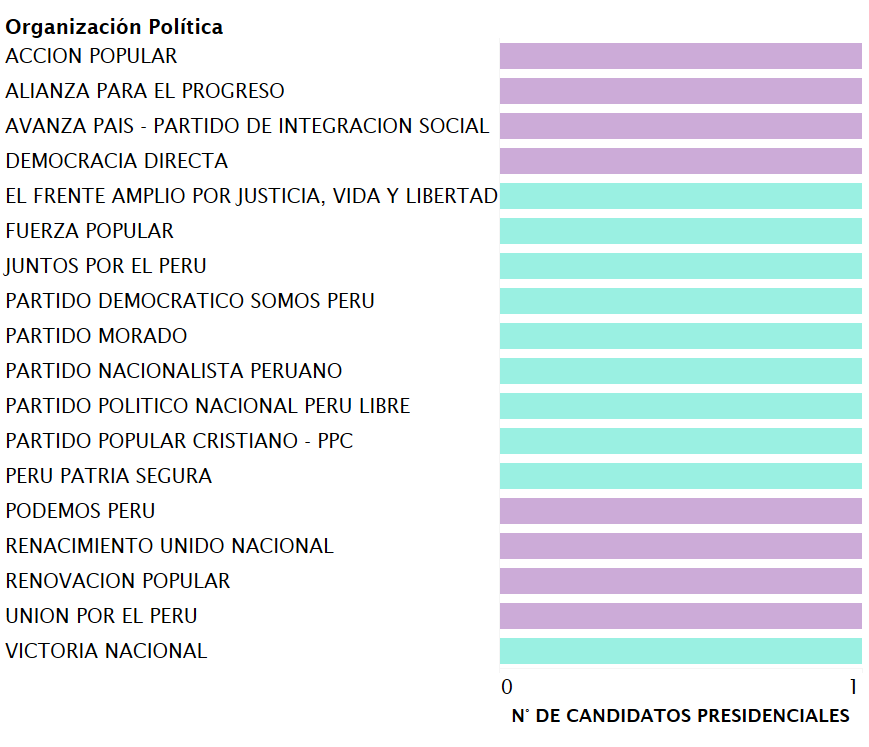 Organización Política
ACCION POPULAR
ALIANZA PARA EL PROGRESO
AVANZA PAIS - PARTIDO DE INTEGRACION SOCIAL
DEMOCRACIA DIRECTA
EL FRENTE AMPLIO POR JUSTICIA, VIDA Y LIBERTAD
FUERZA POPULAR
JUNTOS POR EL PERU
PARTIDO DEMOCRATICO SOMOS PERU
PARTIDO MORADO
PARTIDO NACIONALISTA PERUANO
PARTIDO POLITICO NACIONAL PERU LIBRE
PARTIDO POPULAR CRISTIANO - PPC
PERU PATRIA SEGURA
PODEMOS PERU
RENACIMIENTO UNIDO NACIONAL
RENOVACION POPULAR
UNION POR EL PERU
VICTORIA NACIONAL
0 1
N° DE CANDIDATOS PRESIDENCIALES